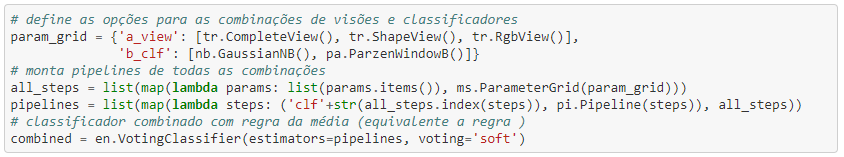 # define as opções para as combinações de visões e classificadores
param_grid = {'a_view': [tr.CompleteView(), tr.ShapeView(), tr.RgbView()],
'b_clf': [nb.GaussianNB(), pa.ParzenWindowB()]}
# monta pipelines de todas as combinações
all_steps = list(map(lambda params: list(params.items()), ms.ParameterGrid(param_grid)))
pipelines = list(map(lambda steps: ('clf'+str(all_steps.index(steps)), pi.Pipeline(steps)), all_steps))
# classificador combinado com regra da média (equivalente a regra )
combined = en.VotingClassifier(estimators=pipelines, voting='soft')